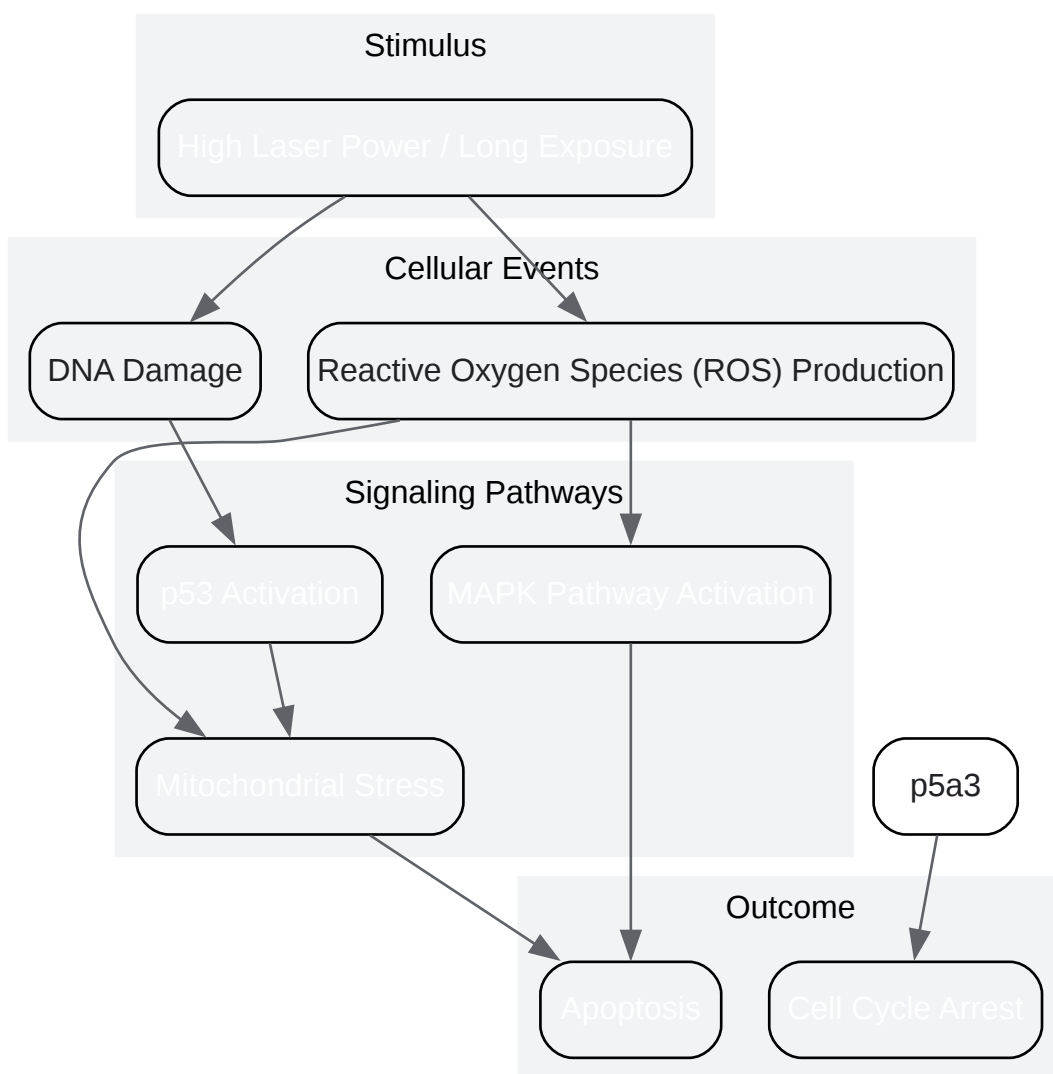 Stimulus
High Laser Power / Long Exposure
Cellular Events
DNA Damage
Reactive Oxygen Species (ROS) Production
Signaling Pathways
p53 Activation
MAPK Pathway Activation
Mitochondrial Stress
p5a3
Outcome
Apoptosis
Cell Cycle Arrest